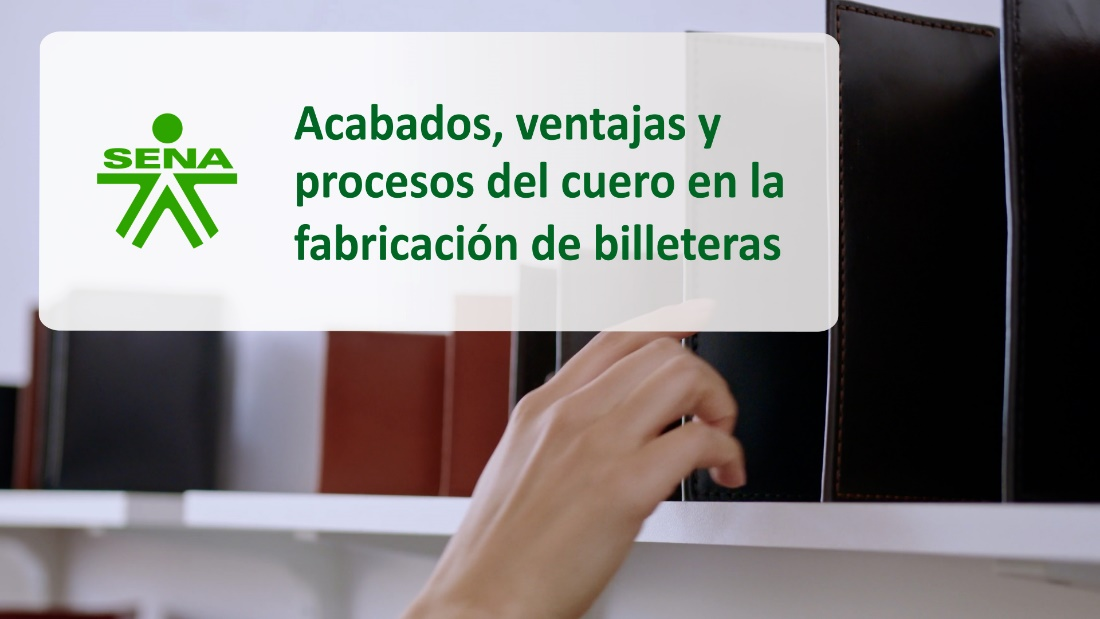 SENA
Acabados, ventajas y
procesos del cuero en la
fabricación de billeteras